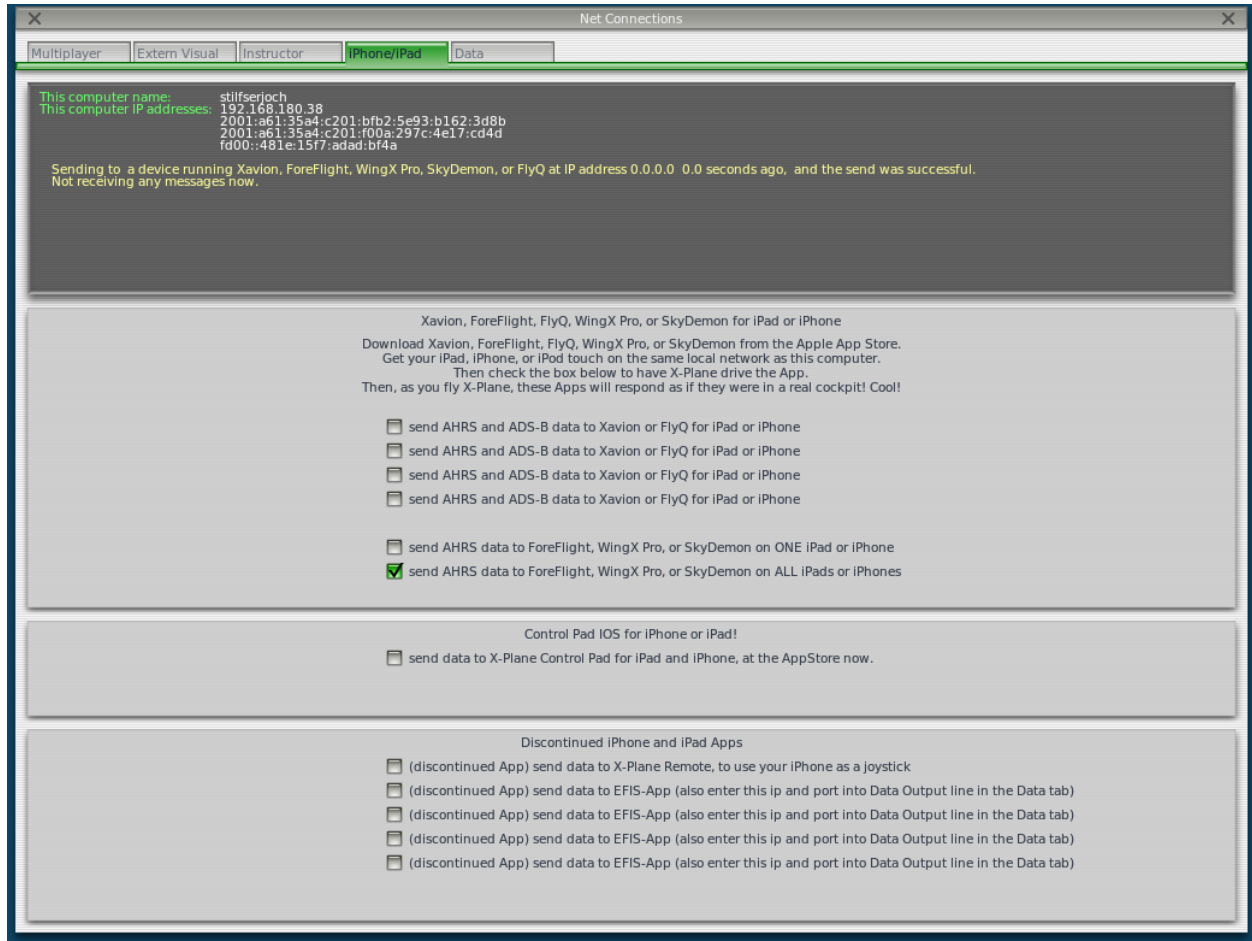 Net Connections
Multiplayer
Extern Visual
Instructor
iPhone/iPad
Data
This computer name: stilfserjoch
This computer IP addresses: 192.168.180.38
2001:a61:35a4:c201:bfb2:5e93:b162:3d8b
2001:a61:35a4:c201:f00a:297c:4e17:cd4d
fd00::481e:15f7:adad:bf4a
Sending to  a device running Xavion, ForeFlight, WingX Pro, SkyDemon, or FlyQ at IP address 0.0.0.0  0.0 seconds ago,  and the send was successful.
Not receiving any messages now.
Xavion, ForeFlight, FlyQ, WingX Pro, or SkyDemon for iPad or iPhone
Download Xavion, ForeFlight, FlyQ, WingX Pro, or SkyDemon from the Apple App Store.
Get your iPad, iPhone, or iPod touch on the same local network as this computer.
Then check the box below to have X-Plane drive the App.
Then, as you fly X-Plane, these Apps will respond as if they were in a real cockpit! Cool!
send AHRS and ADS-B data to Xavion or FlyQ for iPad or iPhone
send AHRS and ADS-B data to Xavion or FlyQ for iPad or iPhone
send AHRS and ADS-B data to Xavion or FlyQ for iPad or iPhone
send AHRS and ADS-B data to Xavion or FlyQ for iPad or iPhone
send AHRS data to ForeFlight, WingX Pro, or SkyDemon on ONE iPad or iPhone
send AHRS data to ForeFlight, WingX Pro, or SkyDemon on ALL iPads or iPhones
Control Pad IOS for iPhone or iPad!
send data to X-Plane Control Pad for iPad and iPhone, at the AppStore now.
Discontinued iPhone and iPad Apps
(discontinued App) send data to X-Plane Remote, to use your iPhone as a joystick
(discontinued App) send data to EFIS-App (also enter this ip and port into Data Output line in the Data tab)
(discontinued App) send data to EFIS-App (also enter this ip and port into Data Output line in the Data tab)
(discontinued App) send data to EFIS-App (also enter this ip and port into Data Output line in the Data tab)
(discontinued App) send data to EFIS-App (also enter this ip and port into Data Output line in the Data tab)